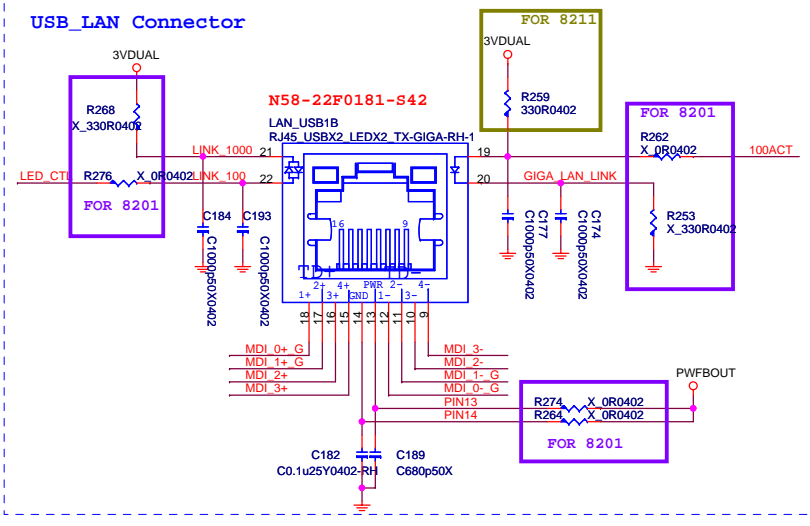 USB_LAN Connector
FOR 8211
3VDUAL
3VDUAL
R259
330R0402
N58-22F0181-S42
R268
X_330R0402
LAN_USB1B
RJ45_USBX2_LEDX2_TX-GIGA-RH-1
FOR 8201
R262
X_0R0402
LINK_1000
21
19
100ACT
LED_CTL
R276
X_0R0402
LINK_100
22
20
GIGA_LAN_LINK
FOR 8201
C184
C193
C1000p50X0402
C1000p50X0402
C177
C1000p50X0402
C174
C1000p50X0402
R253
X_330R0402
16
9
2+
4+
PWR
2-
4-
1+
3+
GND
1-
3-
18
17
16
15
14
13
12
11
10
9
MDI_0+_G
MDI_1+_G
MDI_2+
MDI_3+
MDI_3-
MDI_2-
MDI_1-_G
MDI_0-_G
PWFBOUT
PIN13
R274
X_0R0402
PIN14
R264
X_0R0402
FOR 8201
C182
C0.1u25Y0402-RH
C189
C680p50X